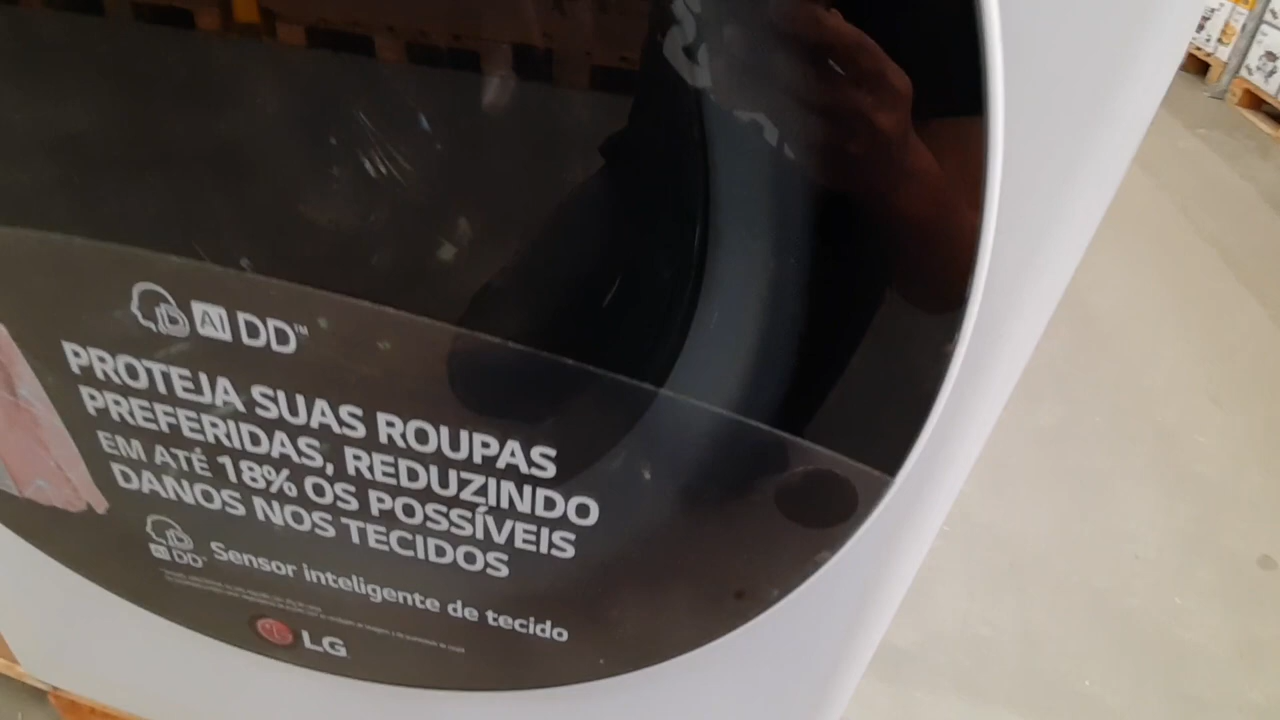 AI DD™
PROTEJA SUAS ROUPAS
PREFERIDAS, REDUZINDO
EM ATÉ 18% OS POSSÍVEIS
DANOS NOS TECIDOS
AI DD™ Sensor inteligente de tecido
LG